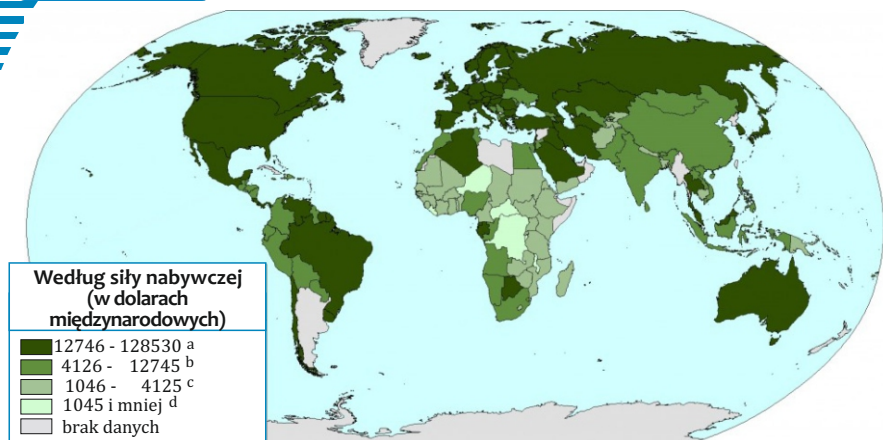 Według siły nabywczej
(w dolarach
międzynarodowych)
12746 - 128530 a
4126 - 12745 b
1046 - 4125 c
1045 i mniej d
brak danych